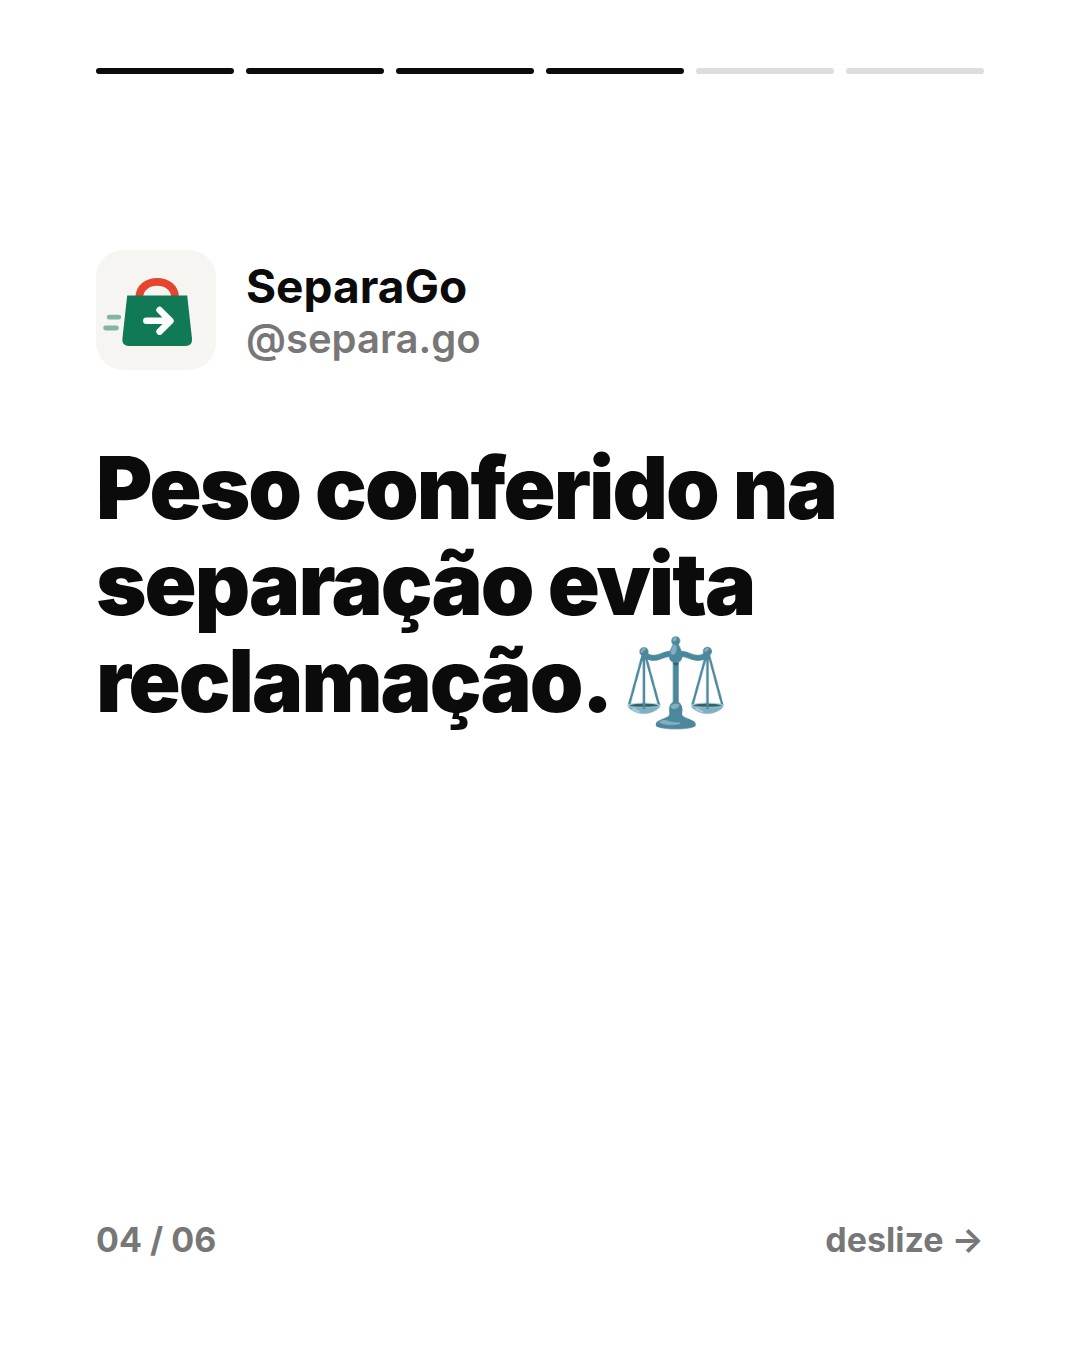 SeparaGo
@separa.go
Peso conferido na
separação evita
reclamação. ⚖️
04 / 06
deslize →